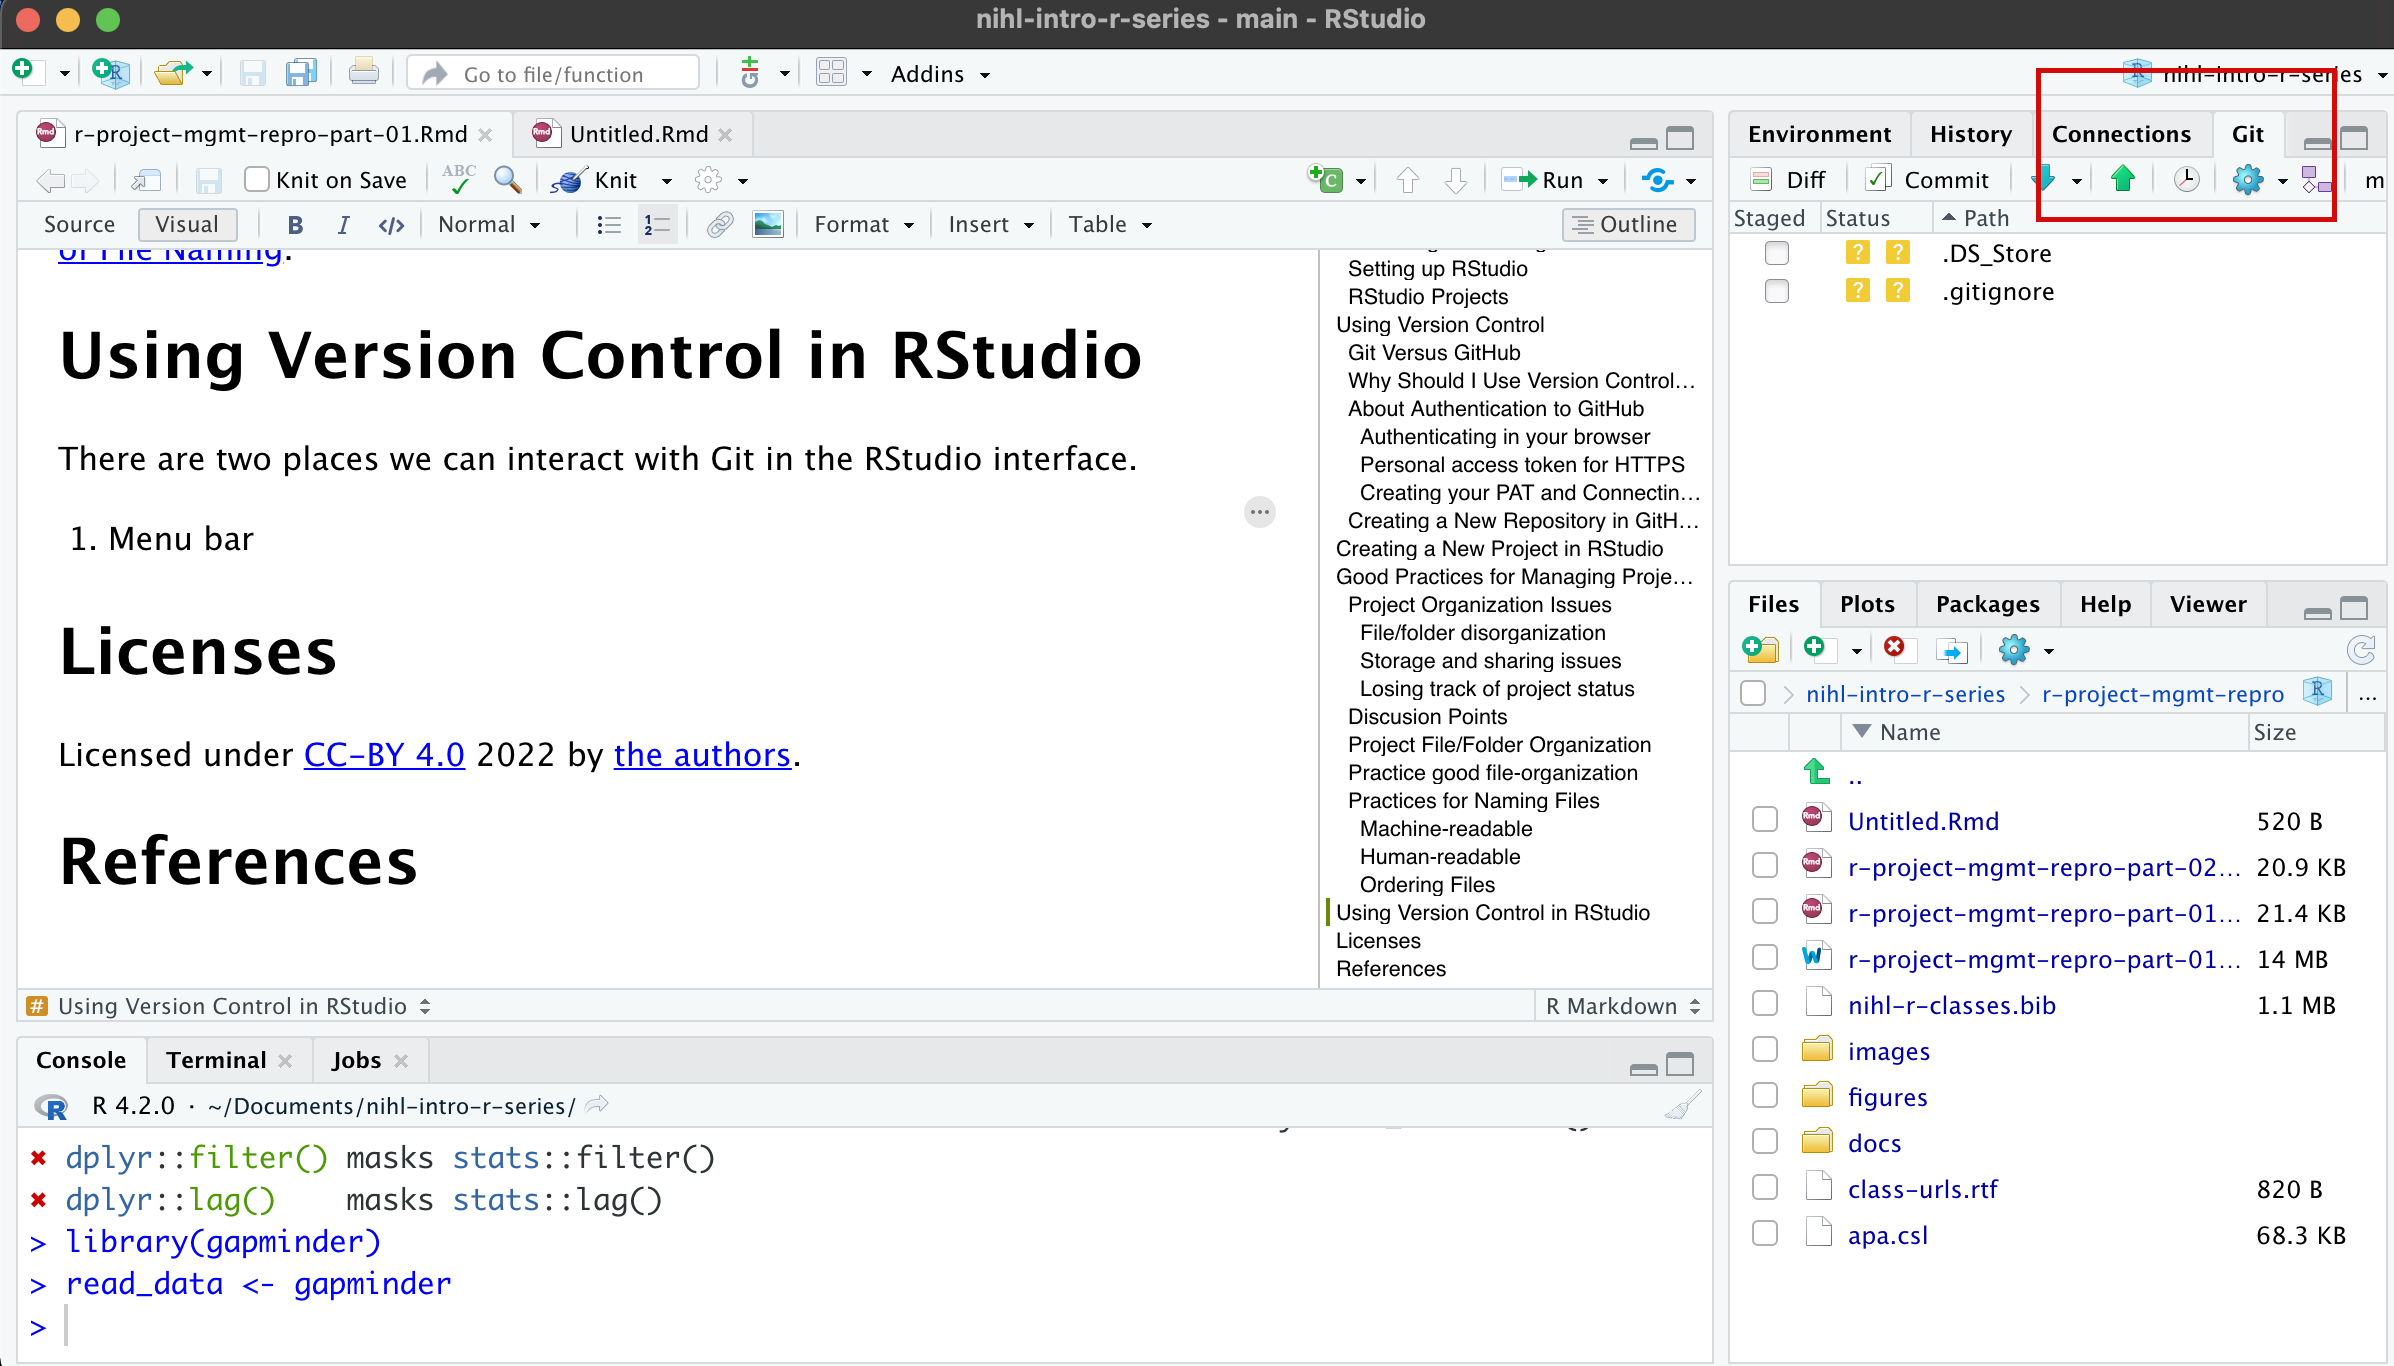 nihl-intro-r-series - main - RStudio
Go to file/function
Addins
nihl-intro-r-series
r-project-mgmt-repro-part-01.Rmd
Untitled.Rmd
Knit on Save
ABC
Knit
Run
Source
Visual
B
I
</>
Normal
Format
Insert
Table
Outline
of File Naming.
Using Version Control in RStudio
There are two places we can interact with Git in the RStudio interface.
1. Menu bar
Licenses
Licensed under CC-BY 4.0 2022 by the authors.
References
Setting up RStudio
RStudio Projects
Using Version Control
Git Versus GitHub
Why Should I Use Version Control…
About Authentication to GitHub
Authenticating in your browser
Personal access token for HTTPS
Creating your PAT and Connectin…
Creating a New Repository in GitH…
Creating a New Project in RStudio
Good Practices for Managing Proje…
Project Organization Issues
File/folder disorganization
Storage and sharing issues
Losing track of project status
Discusion Points
Project File/Folder Organization
Practice good file-organization
Practices for Naming Files
Machine-readable
Human-readable
Ordering Files
Using Version Control in RStudio
Licenses
References
# Using Version Control in RStudio
R Markdown
Console
Terminal
Jobs
R 4.2.0 · ~/Documents/nihl-intro-r-series/
✖ dplyr::filter() masks stats::filter()
✖ dplyr::lag()    masks stats::lag()
> library(gapminder)
> read_data <- gapminder
>
Environment
History
Connections
Git
Diff
Commit
m
Staged
Status
Path
? ? .DS_Store
? ? .gitignore
Files
Plots
Packages
Help
Viewer
nihl-intro-r-series
r-project-mgmt-repro
...
Name
Size
..
Untitled.Rmd 520 B
r-project-mgmt-repro-part-02... 20.9 KB
r-project-mgmt-repro-part-01... 21.4 KB
r-project-mgmt-repro-part-01... 14 MB
nihl-r-classes.bib 1.1 MB
images
figures
docs
class-urls.rtf 820 B
apa.csl 68.3 KB